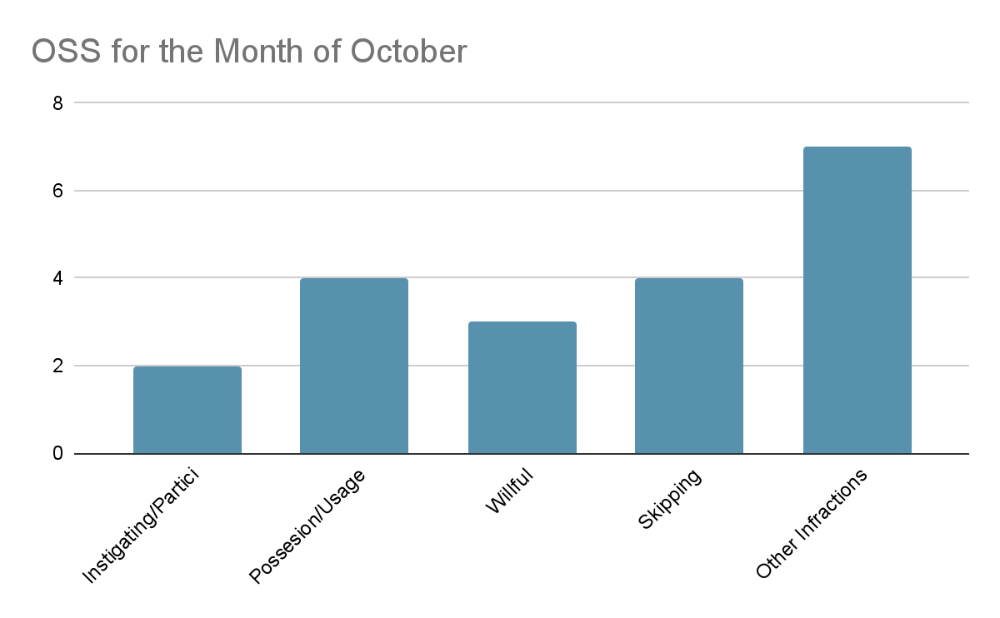 OSS for the Month of October
8
6
4
2
0
Instigating/Partici
Possesion/Usage
Willful
Skipping
Other Infractions